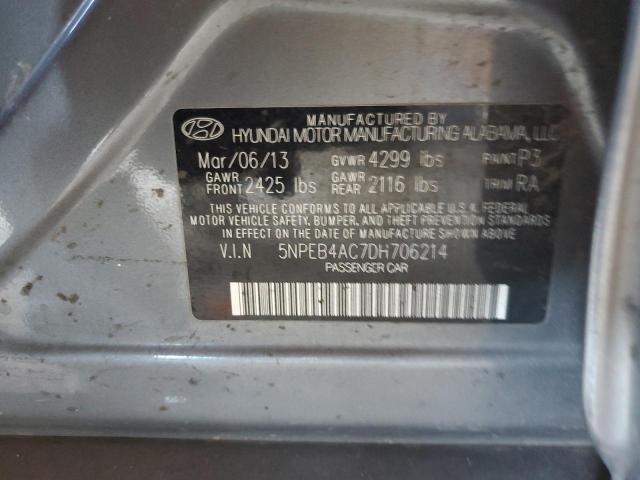 MANUFACTURED BY
HYUNDAI MOTOR MANUFACTURING ALABAMA, LLC
Mar/06/13 GVWR 4299 lbs PAINT P3
GAWR FRONT 2425 lbs GAWR REAR 2116 lbs TRIM RA
THIS VEHICLE CONFORMS TO ALL APPLICABLE U.S.A. FEDERAL
MOTOR VEHICLE SAFETY, BUMPER, AND THEFT PREVENTION
STANDARDS IN EFFECT ON THE DATE OF MANUFACTURE SHOWN ABOVE
V.I.N 5NPEB4AC7DH706214
PASSENGER CAR